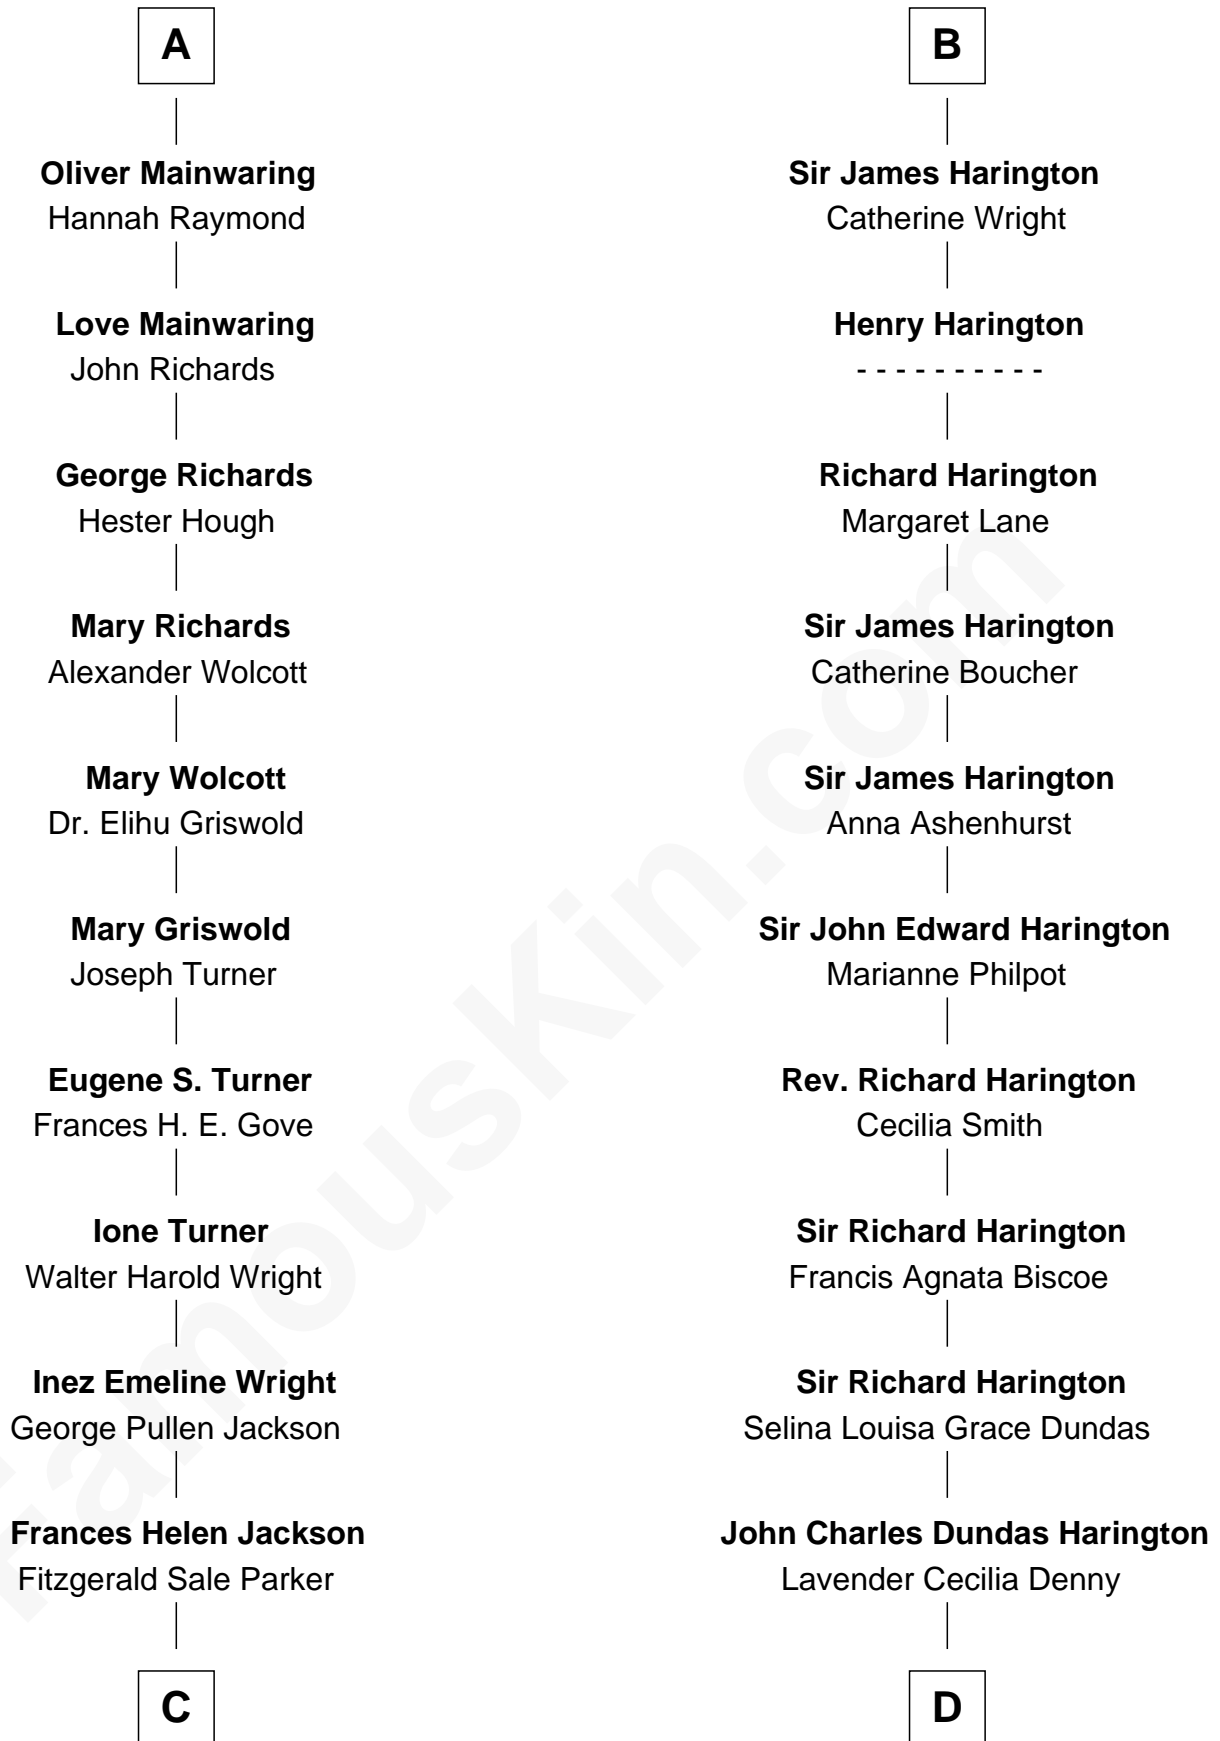 A
Oliver Mainwaring
Hannah Raymond
Love Mainwaring
John Richards
George Richards
Hester Hough
Mary Richards
Alexander Wolcott
Mary Wolcott
Dr. Elihu Griswold
Mary Griswold
Joseph Turner
Eugene S. Turner
Frances H. E. Gove
Ione Turner
Walter Harold Wright
Inez Emeline Wright
George Pullen Jackson
Frances Helen Jackson
Fitzgerald Sale Parker
C
B
Sir James Harington
Catherine Wright
Henry Harington
- - - - - - - - - -
Richard Harington
Margaret Lane
Sir James Harington
Catherine Boucher
Sir James Harington
Anna Ashenhurst
Sir John Edward Harington
Marianne Philpot
Rev. Richard Harington
Cecilia Smith
Sir Richard Harington
Francis Agnata Biscoe
Sir Richard Harington
Selina Louisa Grace Dundas
John Charles Dundas Harington
Lavender Cecilia Denny
D
FamousKin.com